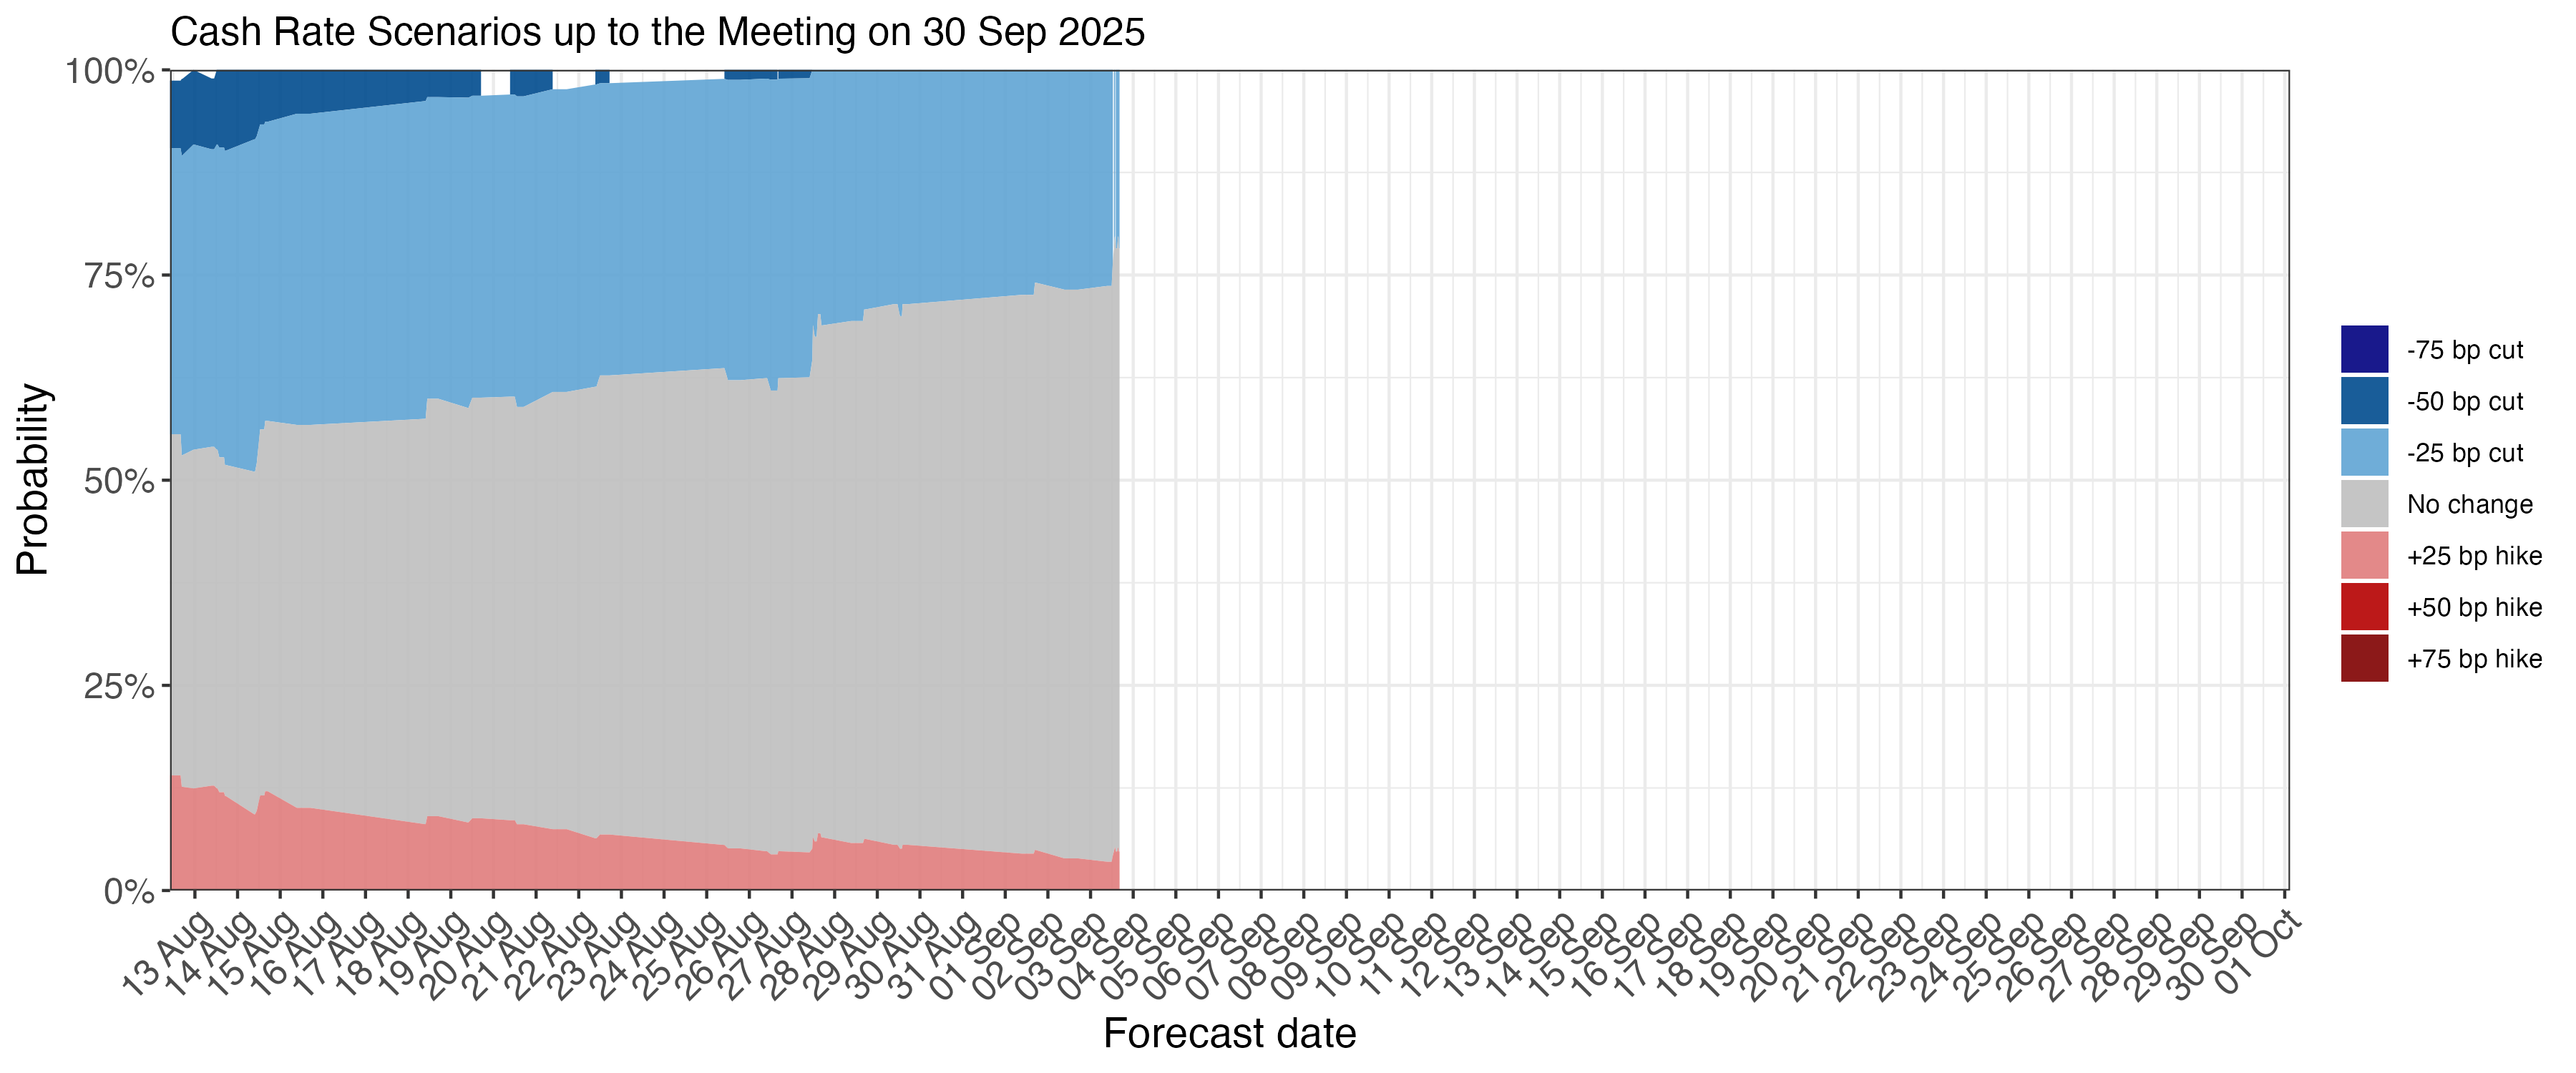 Cash Rate Scenarios up to the Meeting on 30 Sep 2025
100%
75%
50%
25%
0%
Probability
13 Aug
14 Aug
15 Aug
16 Aug
17 Aug
18 Aug
19 Aug
20 Aug
21 Aug
22 Aug
23 Aug
24 Aug
25 Aug
26 Aug
27 Aug
28 Aug
29 Aug
30 Aug
31 Aug
01 Sep
02 Sep
03 Sep
04 Sep
05 Sep
06 Sep
07 Sep
08 Sep
09 Sep
10 Sep
11 Sep
12 Sep
13 Sep
14 Sep
15 Sep
16 Sep
17 Sep
18 Sep
19 Sep
20 Sep
21 Sep
22 Sep
23 Sep
24 Sep
25 Sep
26 Sep
27 Sep
28 Sep
29 Sep
30 Sep
01 Oct
Forecast date
-75 bp cut
-50 bp cut
-25 bp cut
No change
+25 bp hike
+50 bp hike
+75 bp hike